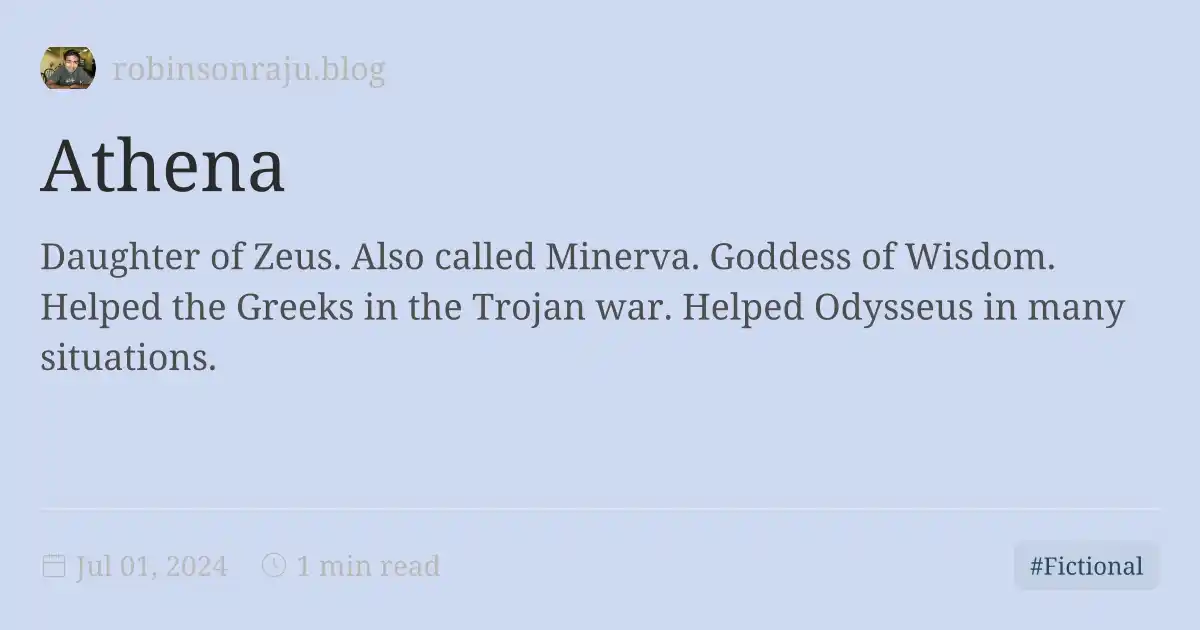 robinsonraju.blog
Athena
Daughter of Zeus. Also called Minerva. Goddess of Wisdom.
Helped the Greeks in the Trojan war. Helped Odysseus in many
situations.
Jul 01, 2024 1 min read #Fictional